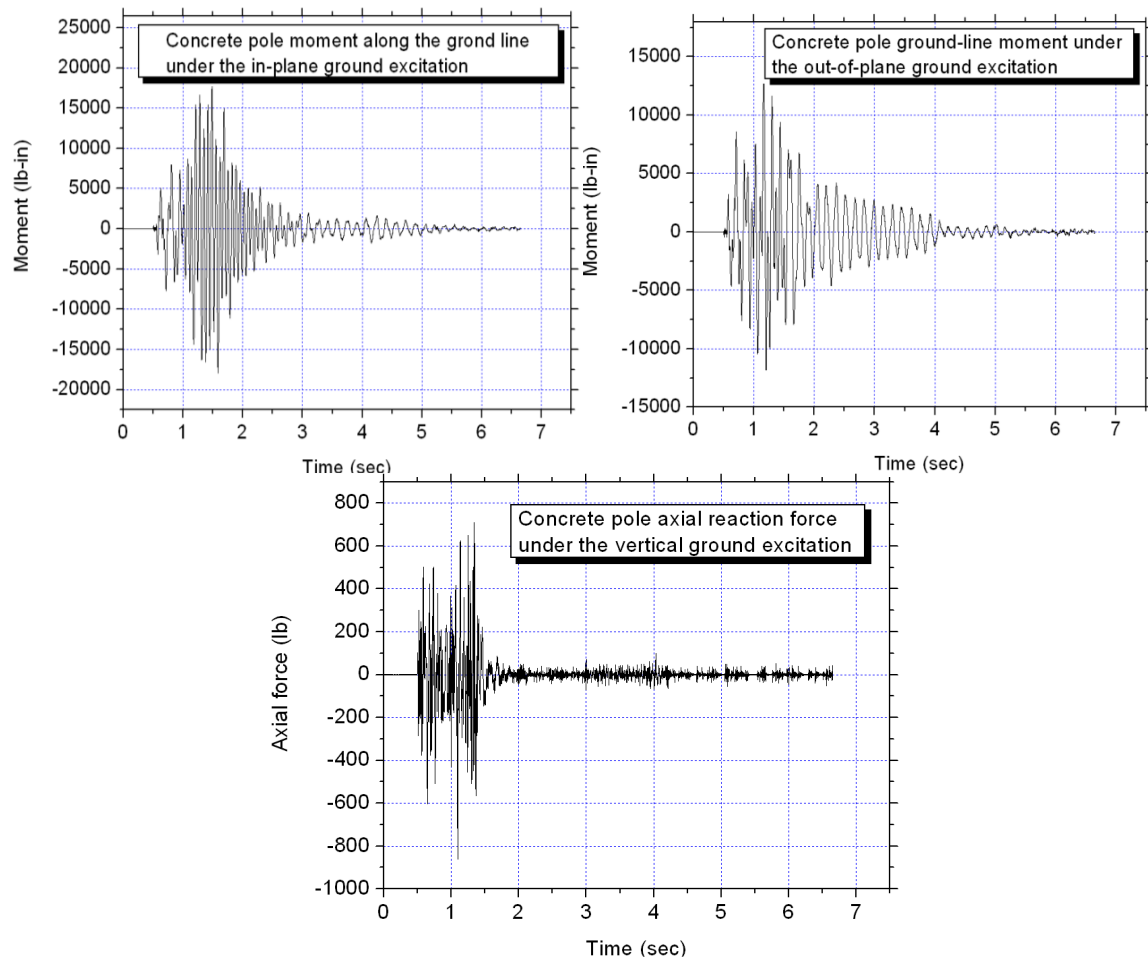 Concrete pole moment along the grond line
under the in-plane ground excitation
Moment (lb-in)
25000
20000
15000
10000
5000
0
-5000
-10000
-15000
-20000
0 1 2 3 4 5 6 7
Time (sec)
Concrete pole ground-line moment under
the out-of-plane ground excitation
Moment (lb-in)
15000
10000
5000
0
-5000
-10000
-15000
0 1 2 3 4 5 6 7
Time (sec)
Concrete pole axial reaction force
under the vertical ground excitation
Axial force (lb)
800
600
400
200
0
-200
-400
-600
-800
-1000
0 1 2 3 4 5 6 7
Time (sec)